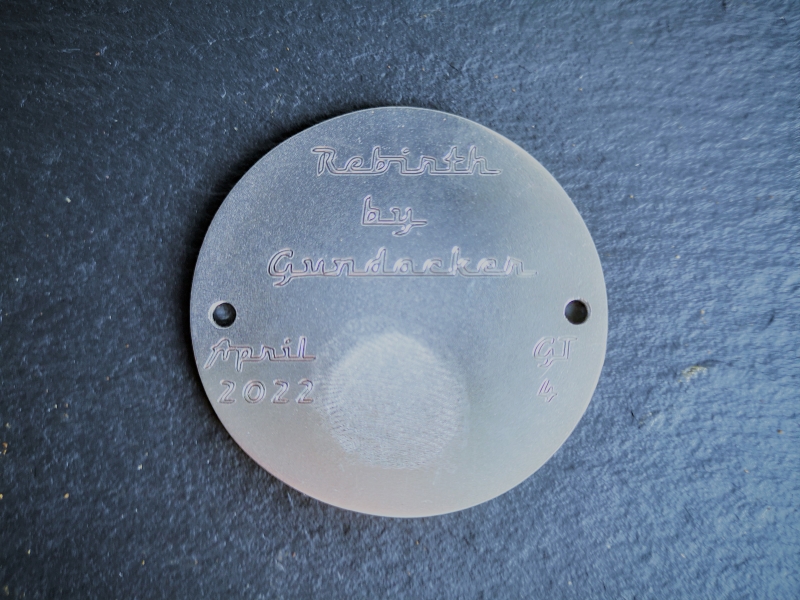 Rebirth
by
Gundacker
April
2022
GT
4